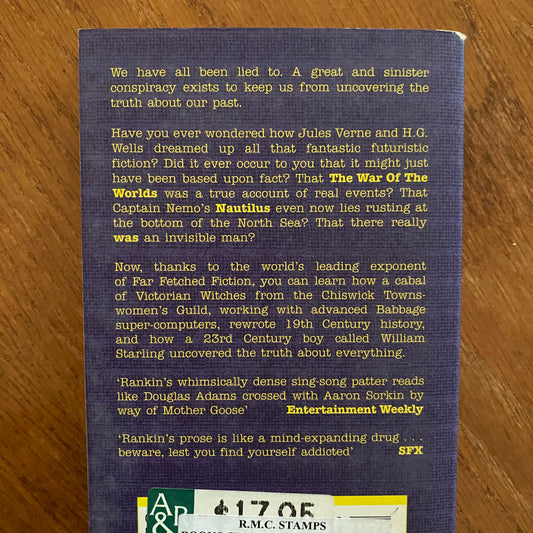 We have all been lied to. A great and sinister
conspiracy exists to keep us from uncovering the
truth about our past.
Have you ever wondered how Jules Verne and H.G.
Wells dreamed up all that fantastic futuristic
fiction? Did it ever occur to you that it might just
have been based upon fact? That The War Of The
Worlds was a true account of real events? That
Captain Nemo's Nautilus even now lies rusting at
the bottom of the North Sea? That there really
was an invisible man?
Now, thanks to the world's leading exponent
of Far Fetched Fiction, you can learn how a cabal
of Victorian Witches from the Chiswick Towns-
women's Guild, working with advanced Babbage
super-computers, rewrote 19th Century history,
and how a 23rd Century boy called William
Starling uncovered the truth about everything.
'Rankin's whimsically dense sing-song patter reads
like Douglas Adams crossed with Aaron Sorkin by
way of Mother Goose' Entertainment Weekly
'Rankin's prose is like a mind-expanding drug . . .
beware, lest you find yourself addicted' SFX
A&R
$17.95
R.M.C. STAMPS